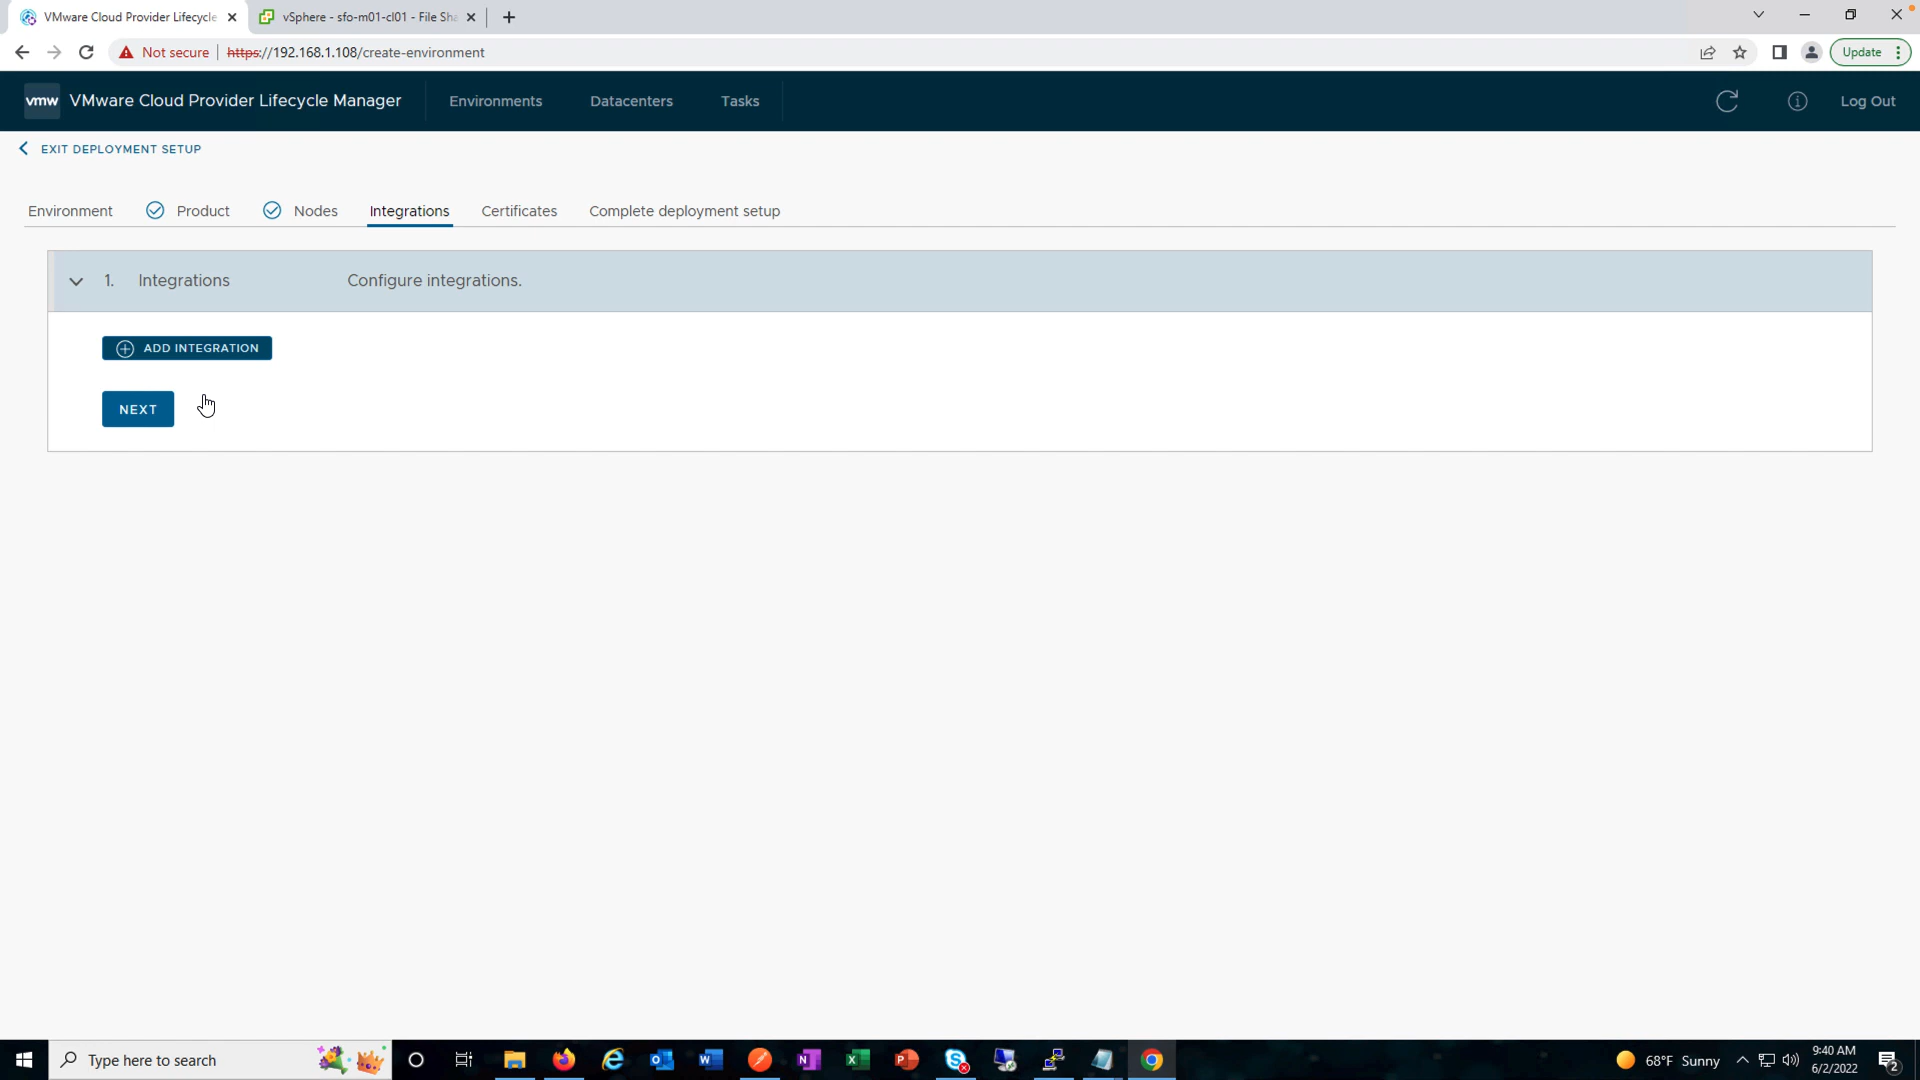 VMware Cloud Provider Lifecycle
vSphere - sfo-m01-cl01 - File Sha
Not secure
https://192.168.1.108/create-environment
Update
vmw
VMware Cloud Provider Lifecycle Manager
Environments
Datacenters
Tasks
Log Out
EXIT DEPLOYMENT SETUP
Environment
Product
Nodes
Integrations
Certificates
Complete deployment setup
1. Integrations
Configure integrations.
ADD INTEGRATION
NEXT
Type here to search
68°F Sunny
9:40 AM
6/2/2022
2